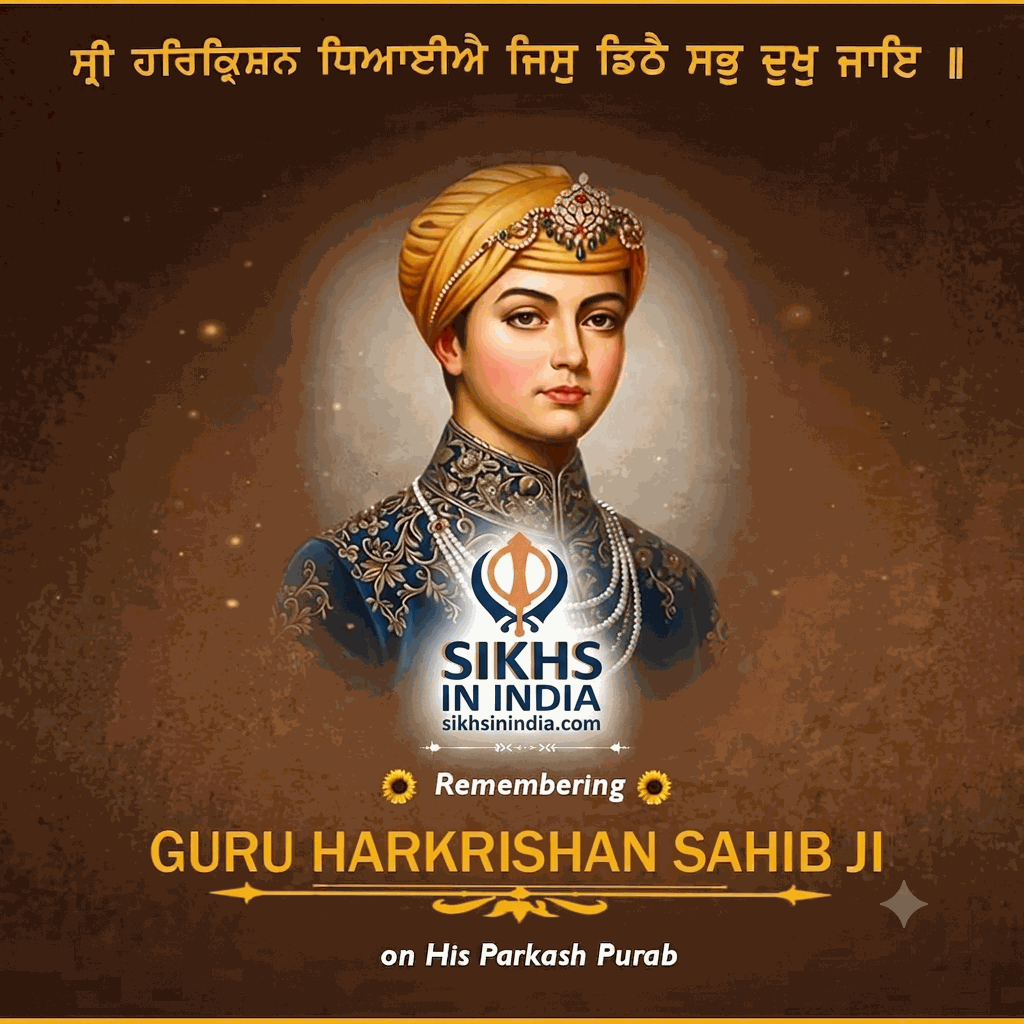 ਸ੍ਰੀ ਹਰਿਕ੍ਰਿਸ਼ਨ ਧਿਆਈਐ ਜਿਸੁ ਡਿਠੈ ਸਭੁ ਦੁਖੁ ਜਾਇ ॥
SIKHS
IN INDIA
sikhsinindia.com
Remembering
GURU HARKRISHAN SAHIB JI
on His Parkash Purab